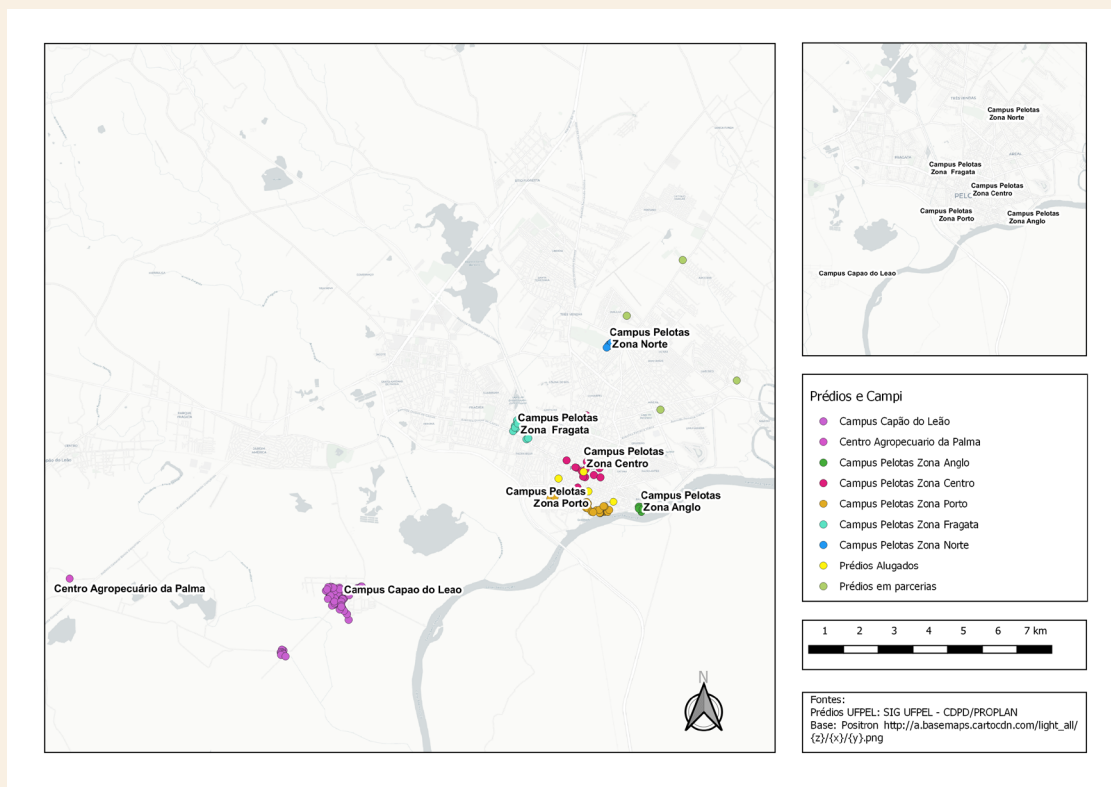 Campus Pelotas
Zona Norte
Campus Pelotas
Zona Fragata
Campus Pelotas
Zona Centro
Campus Pelotas
Zona Porto
Campus Pelotas
Zona Anglo
Centro Agropecuário da Palma
Campus Capao do Leao
N
Campus Pelotas
Zona Norte
Campus Pelotas
Zona Fragata
Campus Pelotas
Zona Centro
Campus Pelotas
Zona Porto
Campus Pelotas
Zona Anglo
Campus Capao do Leao
Prédios e Campi
Campus Capão do Leão
Centro Agropecuario da Palma
Campus Pelotas Zona Anglo
Campus Pelotas Zona Centro
Campus Pelotas Zona Porto
Campus Pelotas Zona Fragata
Campus Pelotas Zona Norte
Prédios Alugados
Prédios em parcerias
1 2 3 4 5 6 7 km
Fontes:
Prédios UFPEL: SIG UFPEL - CDPD/PROPLAN
Base: Positron http://a.basemaps.cartocdn.com/light_all/
{z}/{x}/{y}.png